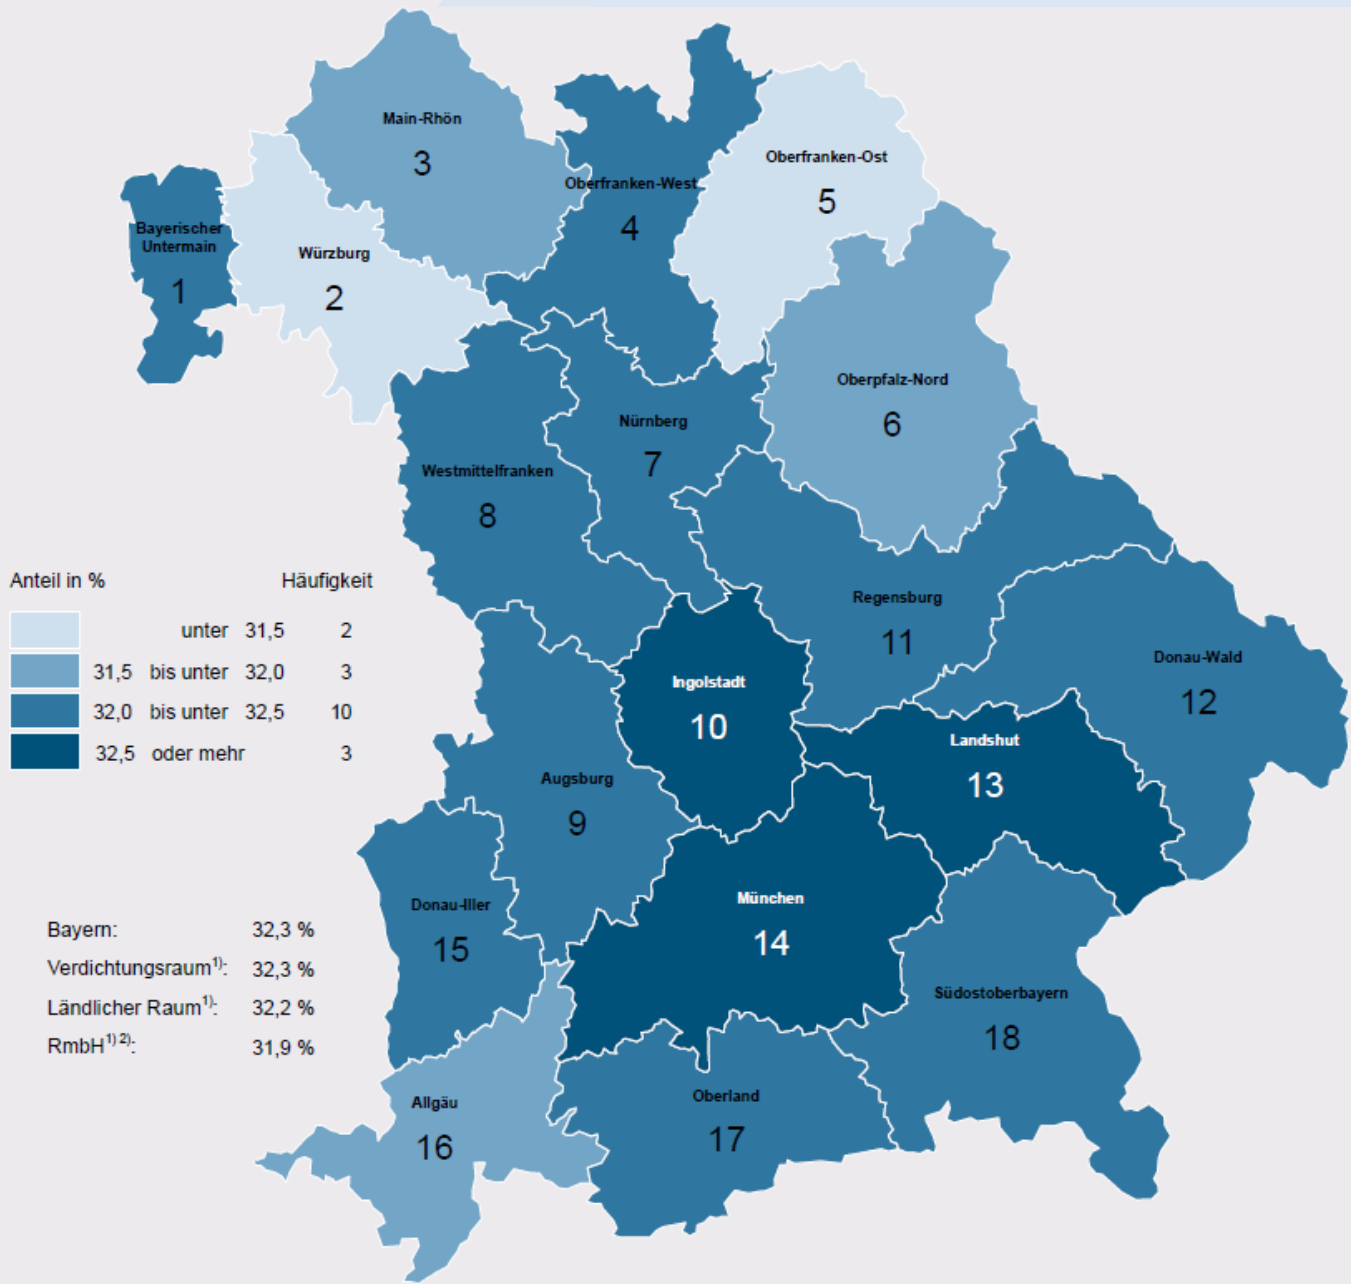 Main-Rhön
3
Oberfranken-Ost
5
Oberfranken-West
4
Bayerischer
Untermain
1
Würzburg
2
Oberpfalz-Nord
6
Nürnberg
7
Westmittelfranken
8
Anteil in % Häufigkeit
unter 31,5 2
31,5 bis unter 32,0 3
32,0 bis unter 32,5 10
32,5 oder mehr 3
Regensburg
11
Donau-Wald
12
Ingolstadt
10
Landshut
13
Augsburg
9
München
14
Donau-Iller
15
Bayern: 32,3 %
Verdichtungsraum1): 32,3 %
Ländlicher Raum1): 32,2 %
RmbH1) 2): 31,9 %
Südostoberbayern
18
Allgäu
16
Oberland
17